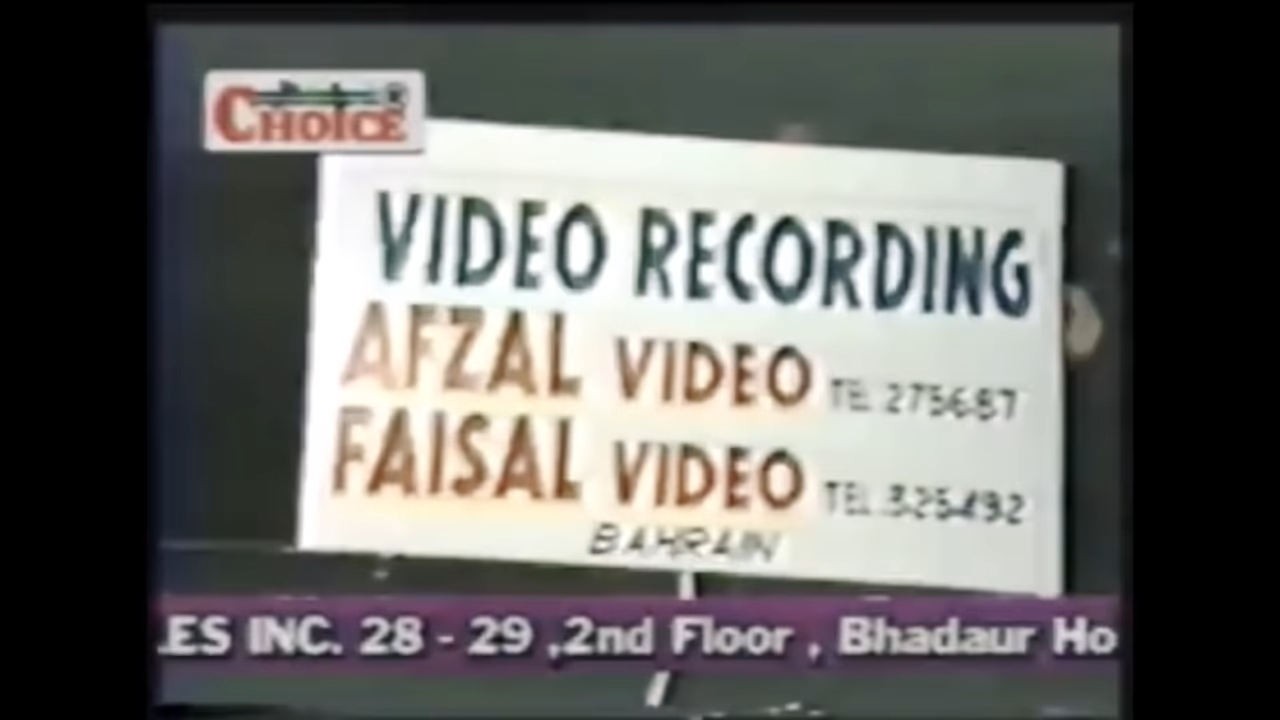 CHOICE
VIDEO RECORDING
AFZAL VIDEO TEL 275687
FAISAL VIDEO TEL.325492
BAHRAIN
.ES INC. 28 - 29 ,2nd Floor , Bhadaur Ho